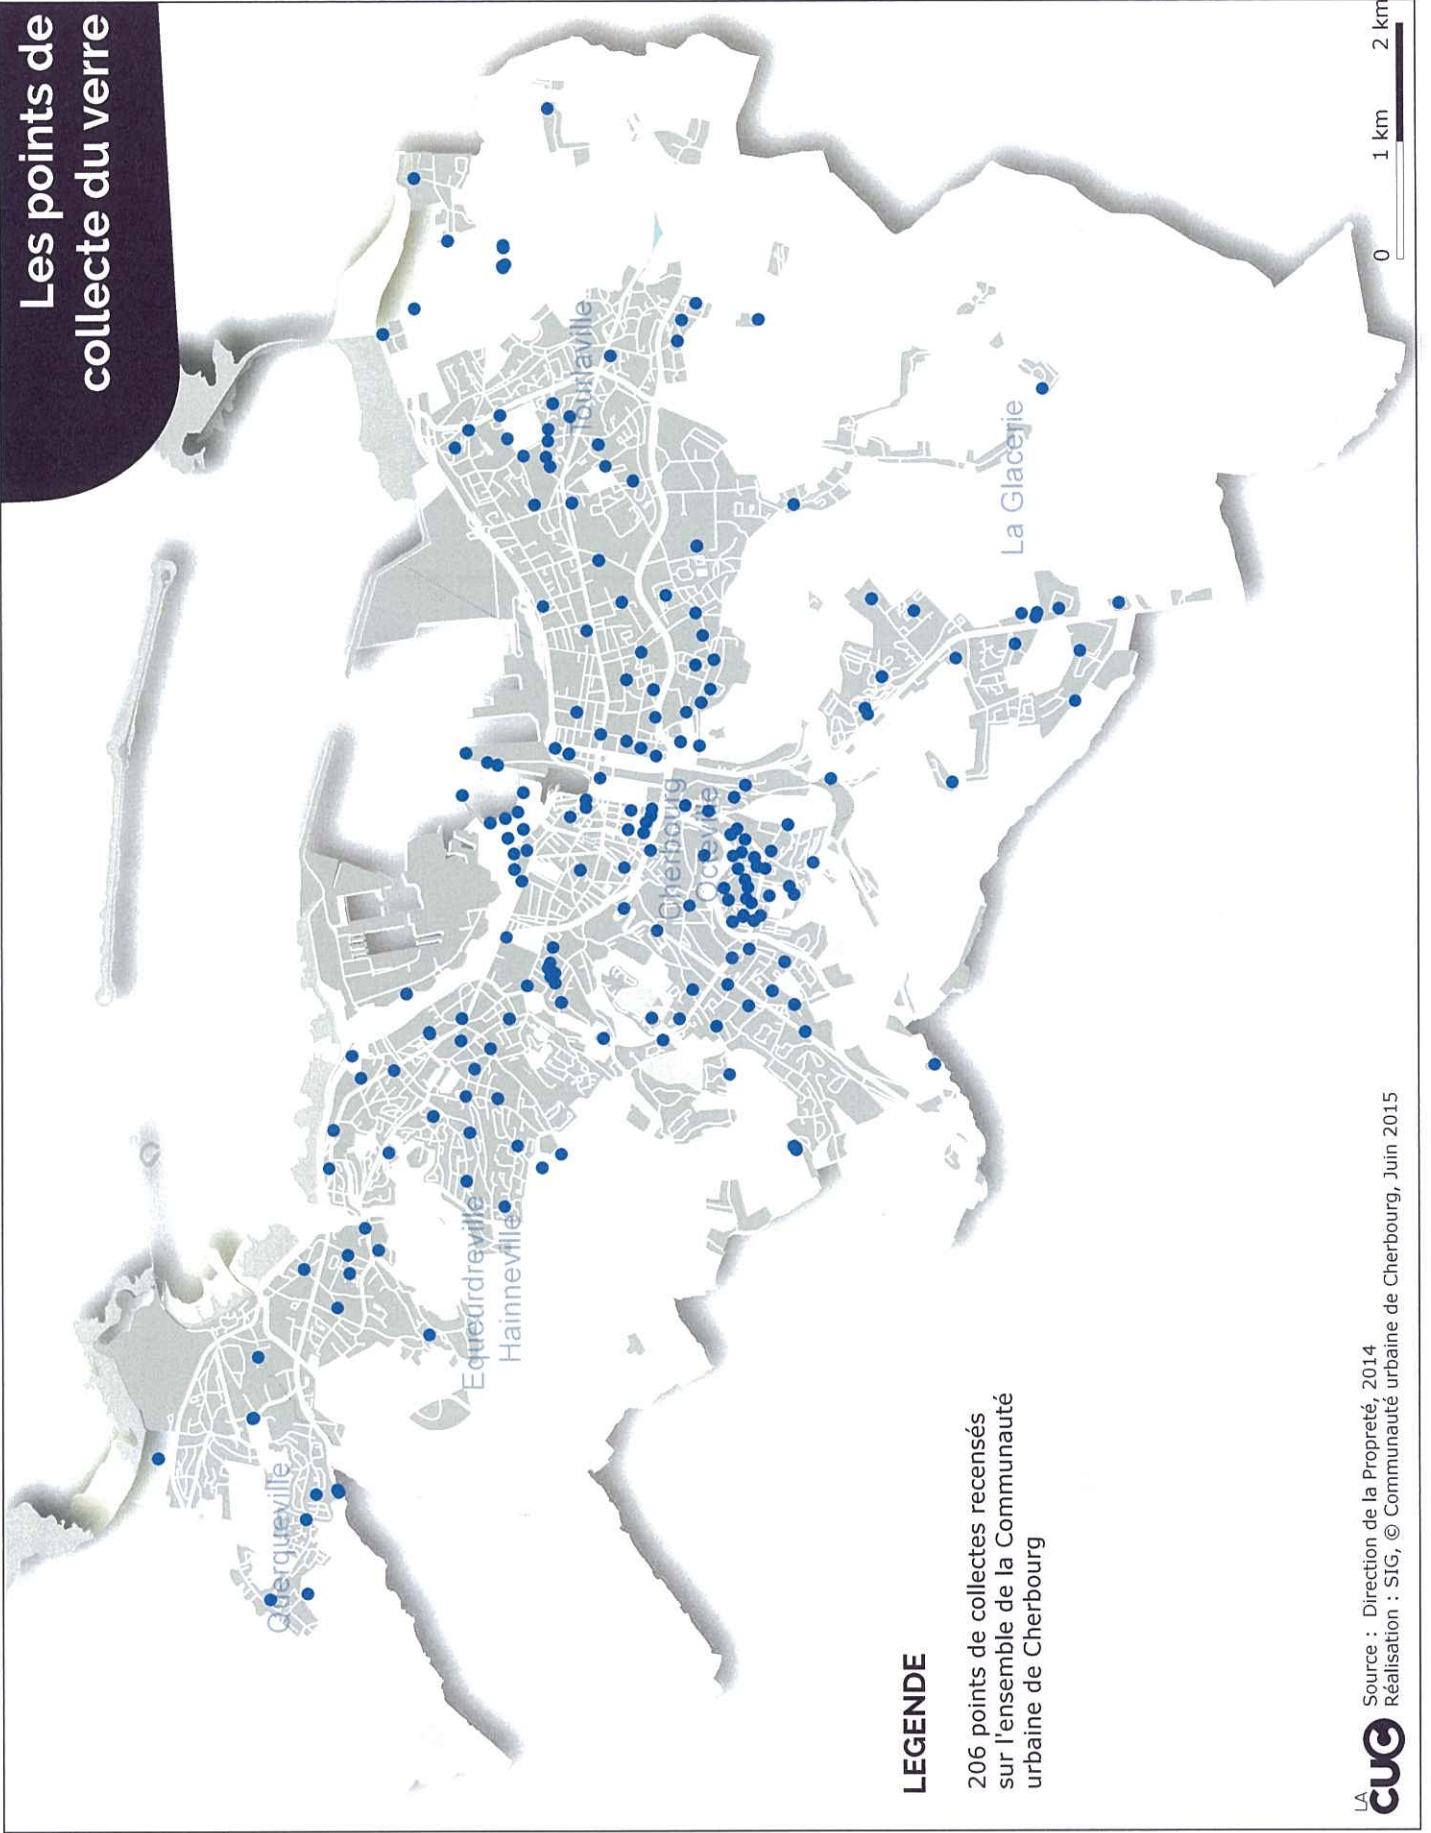 Les points de
collecte du verre
Querqueville
Equeurdreville
Hainneville
Cherbourg
Octeville
Tourlaville
La Glacerie
LEGENDE
206 points de collectes recensés
sur l'ensemble de la Communauté
urbaine de Cherbourg
0 1 km 2 km
LA
CUC
Source : Direction de la Propreté, 2014
Réalisation : SIG, © Communauté urbaine de Cherbourg, Juin 2015